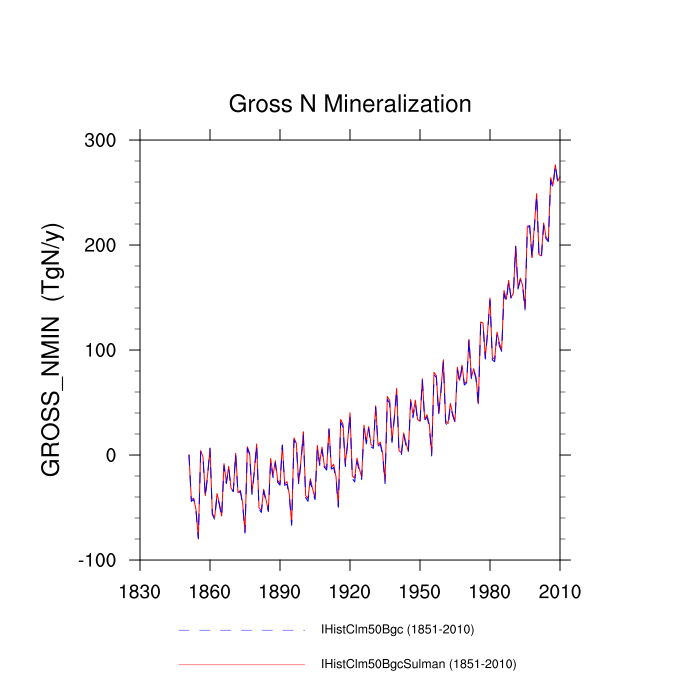 Gross N Mineralization
GROSS_NMIN (TgN/y)
300
200
100
0
-100
1830 1860 1890 1920 1950 1980 2010
IHistClm50Bgc (1851-2010)
IHistClm50BgcSulman (1851-2010)